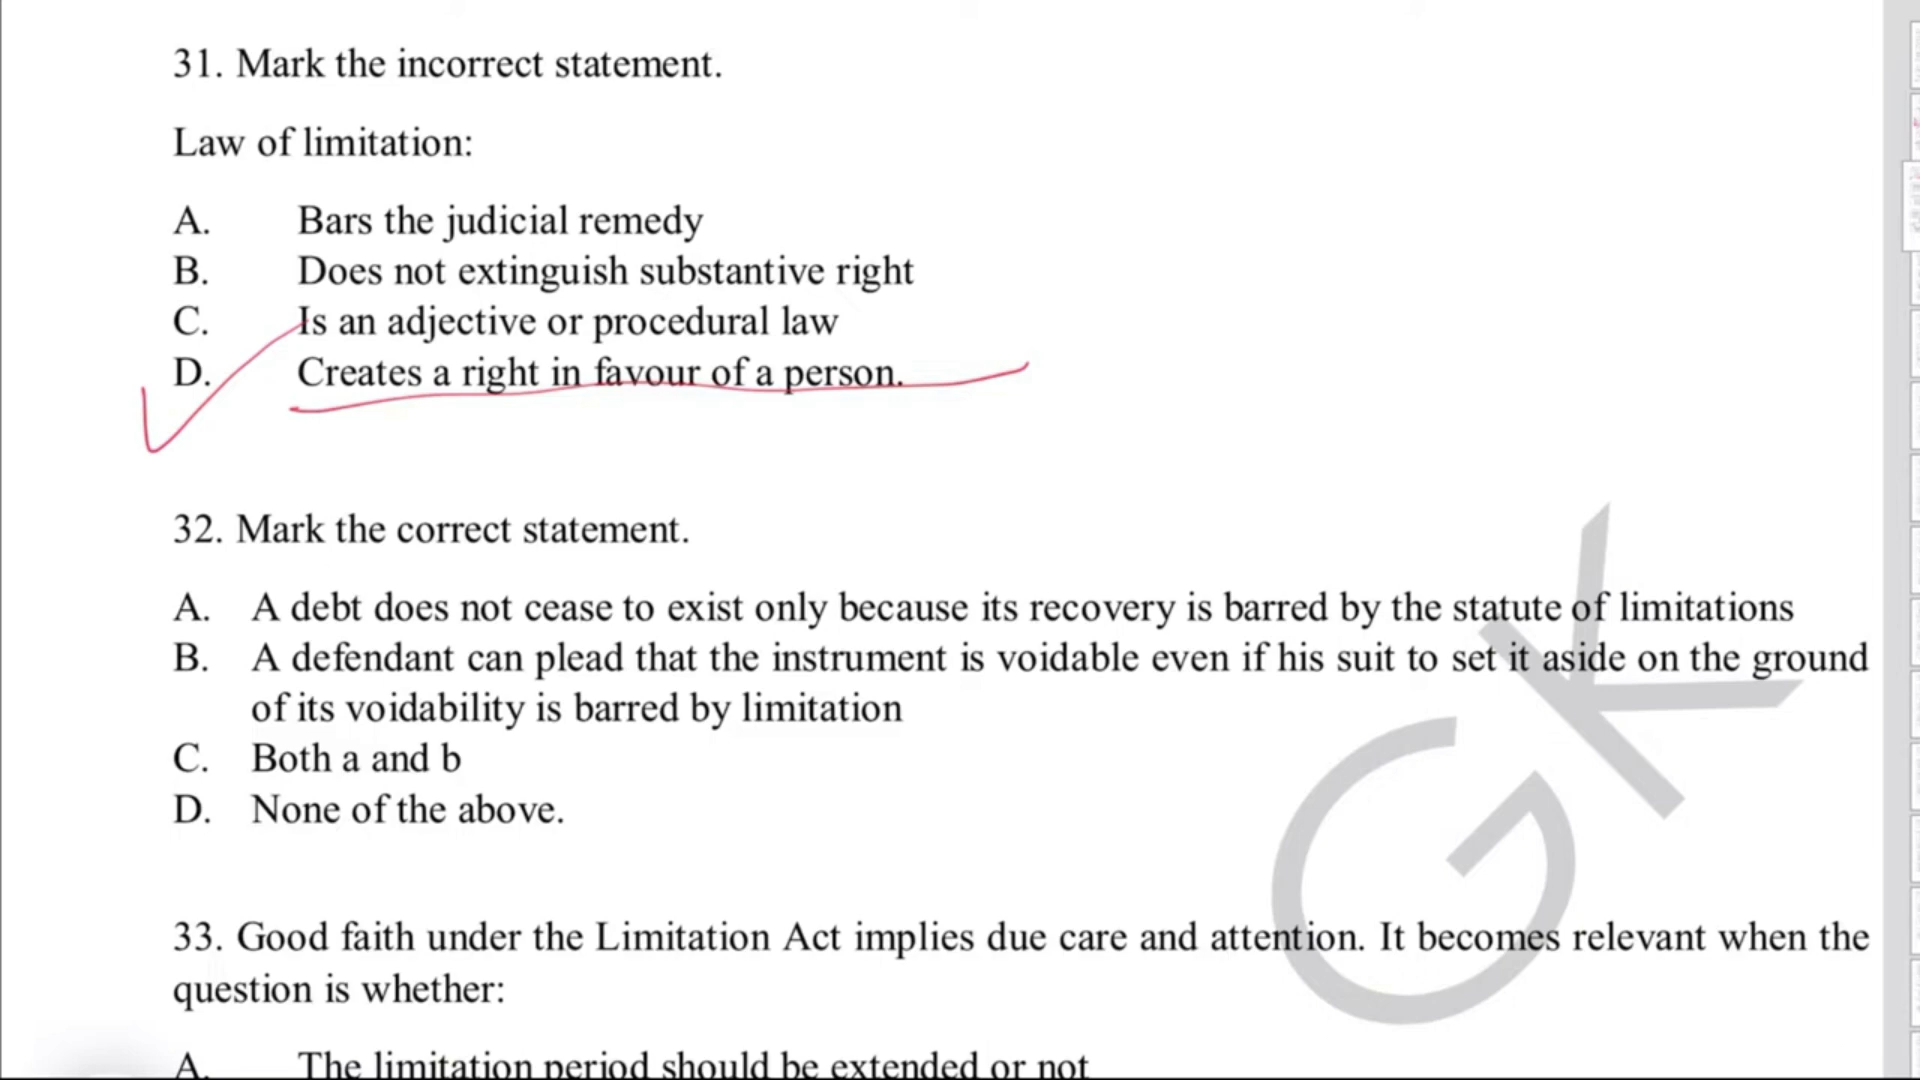 31. Mark the incorrect statement.
Law of limitation:
A. Bars the judicial remedy
B. Does not extinguish substantive right
C. Is an adjective or procedural law
D. Creates a right in favour of a person.
32. Mark the correct statement.
A. A debt does not cease to exist only because its recovery is barred by the statute of limitations
B. A defendant can plead that the instrument is voidable even if his suit to set it aside on the ground
of its voidability is barred by limitation
C. Both a and b
D. None of the above.
GK
33. Good faith under the Limitation Act implies due care and attention. It becomes relevant when the
question is whether:
A. The limitation period should be extended or not